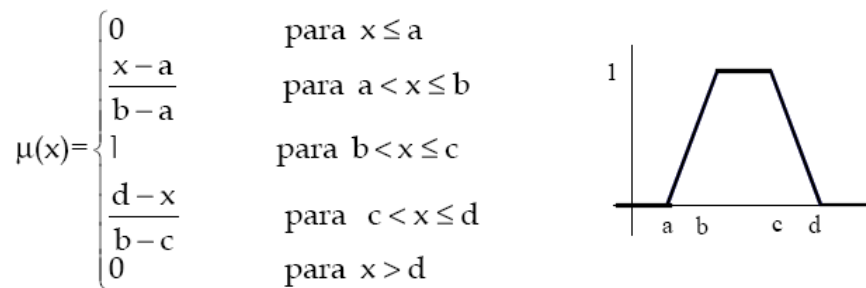 0 para x ≤ a
x − a
b − a
para a < x ≤ b
μ(x)= 1 para b < x ≤ c
d − x
b − c
para c < x ≤ d
0 para x > d
1
a b c d